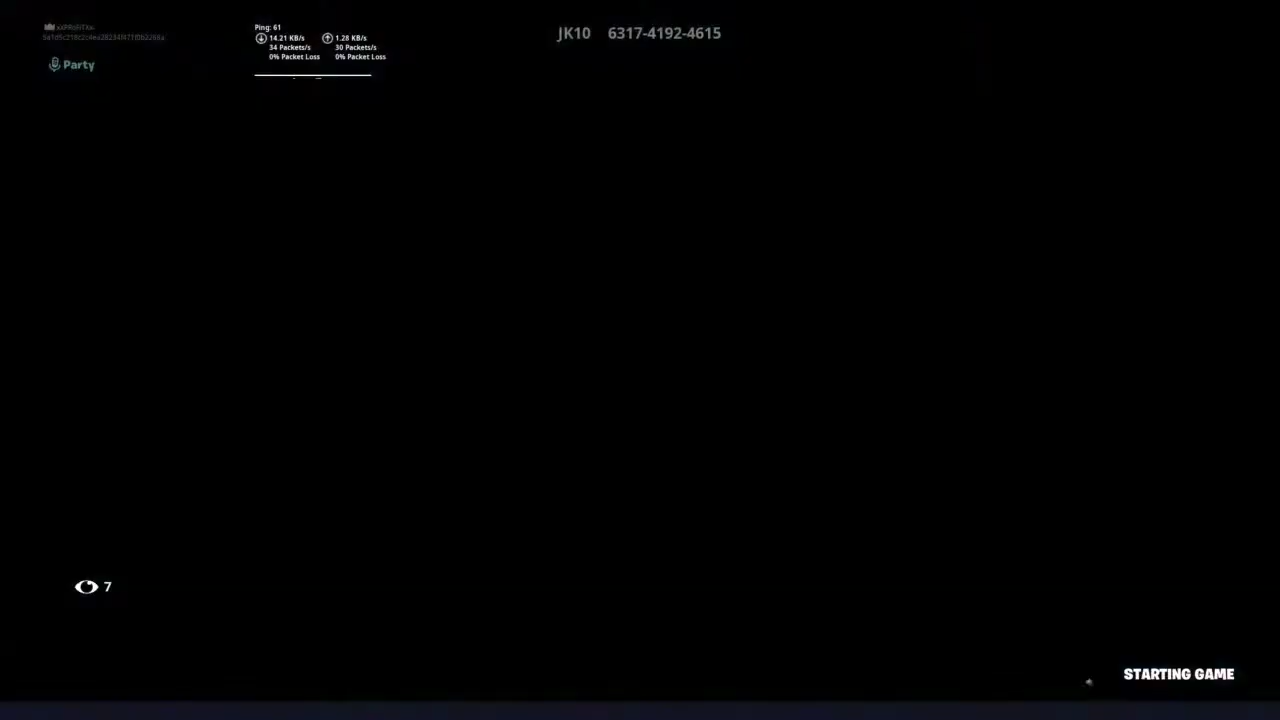 Party
Ping: 61
14.21 KB/s 1.28 KB/s
34 Packets/s 30 Packets/s
0% Packet Loss 0% Packet Loss
JK10 6317-4192-4615
7
STARTING GAME